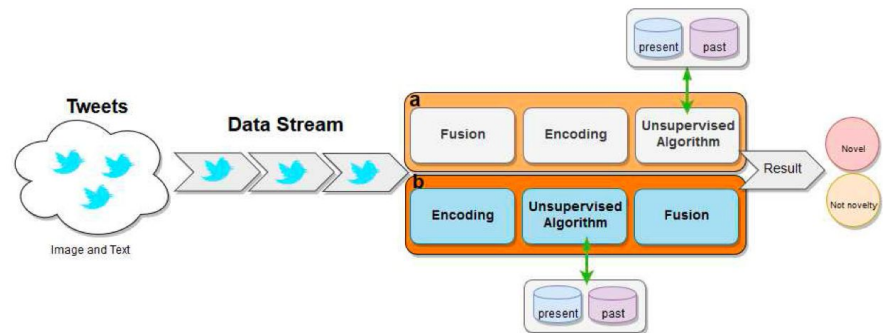 Tweets
Image and Text
Data Stream
present
past
a
Fusion
Encoding
Unsupervised
Algorithm
b
Encoding
Unsupervised
Algorithm
Fusion
present
past
Result
Novel
Not novelty